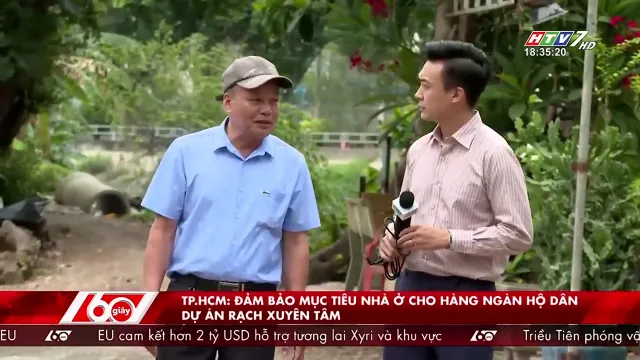 HTV7 HD
18:35:20
60 giây
TP.HCM: ĐẢM BẢO MỤC TIÊU NHÀ Ở CHO HÀNG NGÀN HỘ DÂN
DỰ ÁN RẠCH XUYÊN TÂM
EU EU cam kết hơn 2 tỷ USD hỗ trợ tương lai Xyri và khu vực Triều Tiên phóng vậ